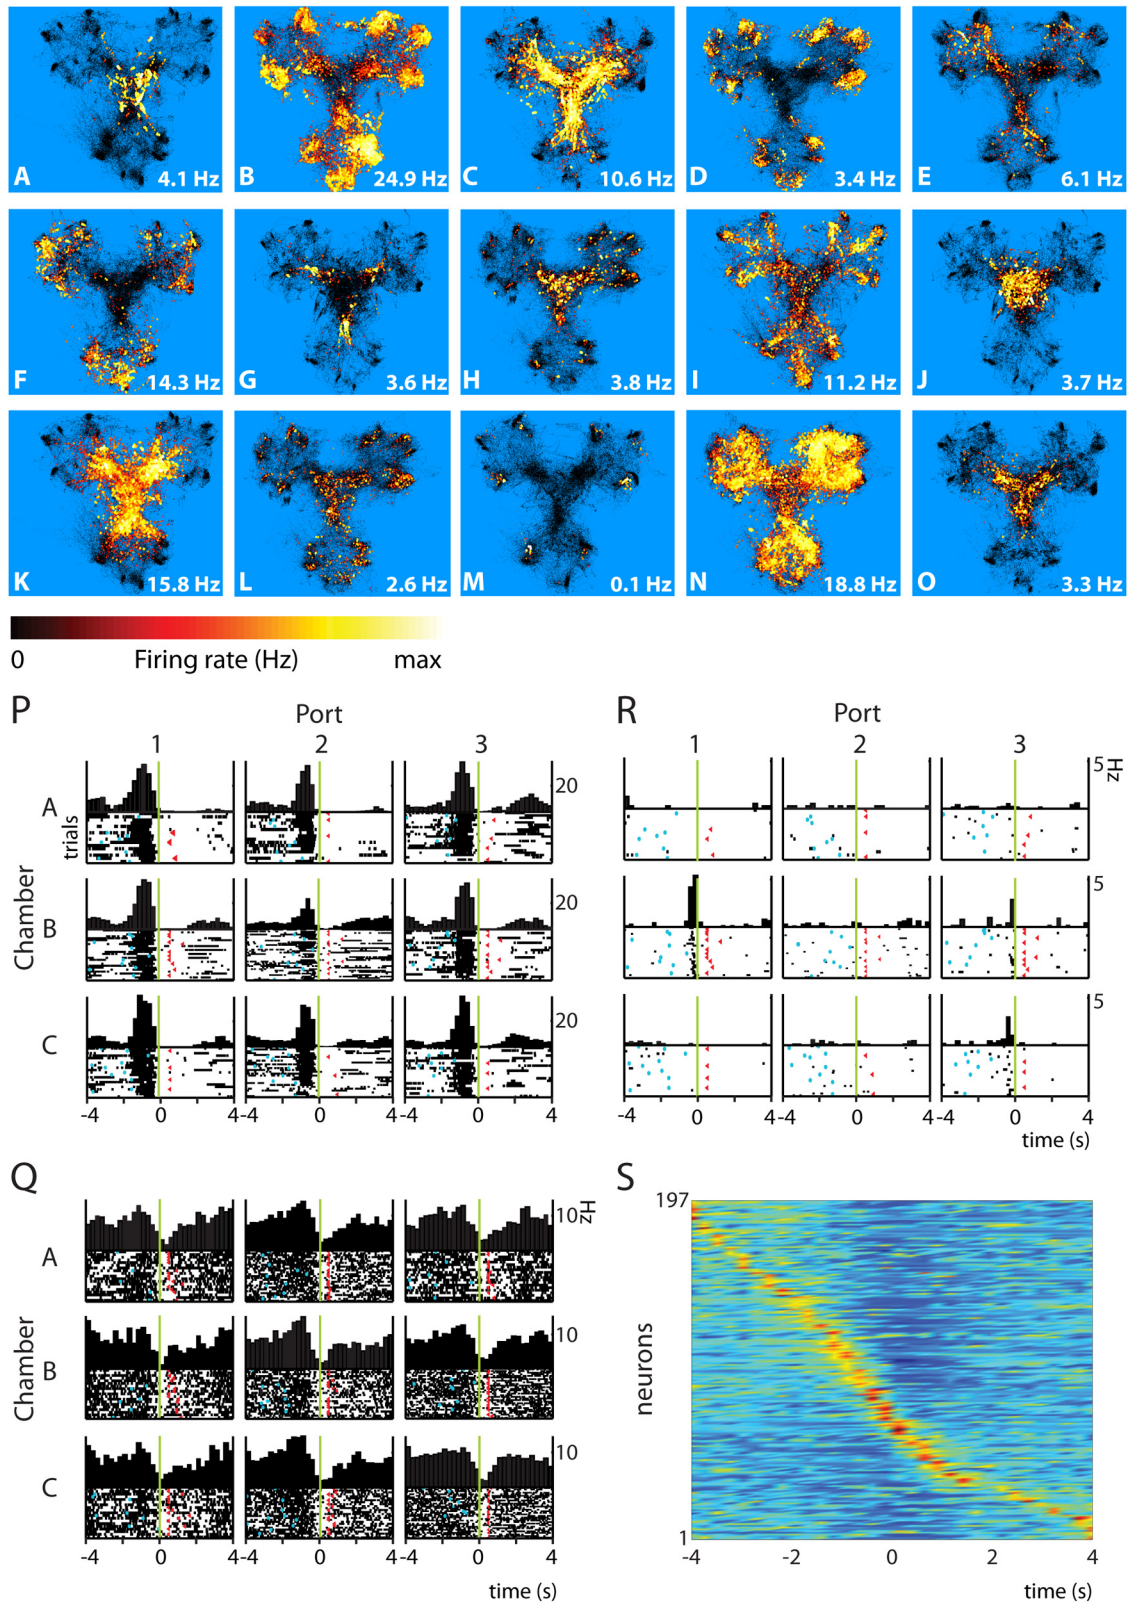 A 4.1 Hz B 24.9 Hz C 10.6 Hz D 3.4 Hz E 6.1 Hz
F 14.3 Hz G 3.6 Hz H 3.8 Hz I 11.2 Hz J 3.7 Hz
K 15.8 Hz L 2.6 Hz M 0.1 Hz N 18.8 Hz O 3.3 Hz
0 Firing rate (Hz) max
P
Port
1 2 3
Chamber
A
trials
20
B
20
C
20
-4 0 -4 0 4 -4 0 4
R
Port
1 2 3
5
Hz
5
5
-4 0 4 -4 0 4 -4 0 4
time (s)
Q
Chamber
A
10
Hz
B
10
C
10
-4 0 4 -4 0 4 -4 0 4
time (s)
S
197
neurons
1
-4 -2 0 2 4
time (s)